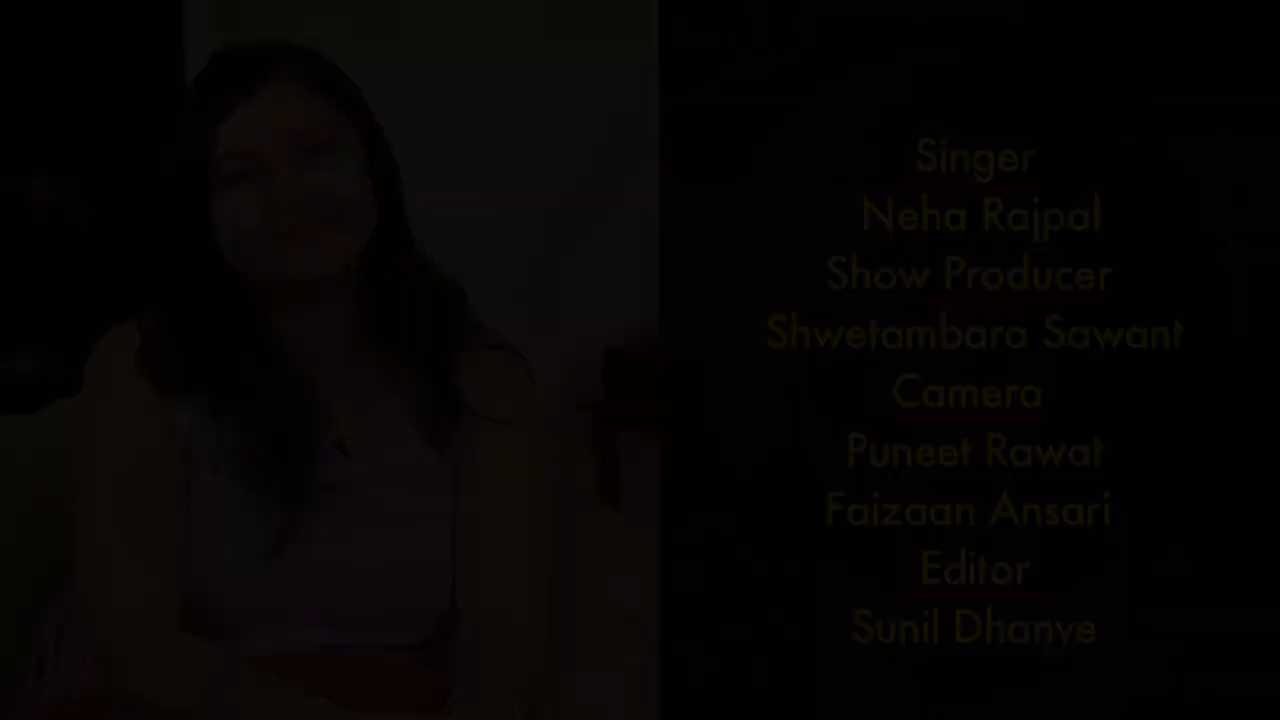 Singer
Neha Rajpal
Show Producer
Shwetambara Sawant
Camera
Puneet Rawat
Faizaan Ansari
Editor
Sunil Dhanve